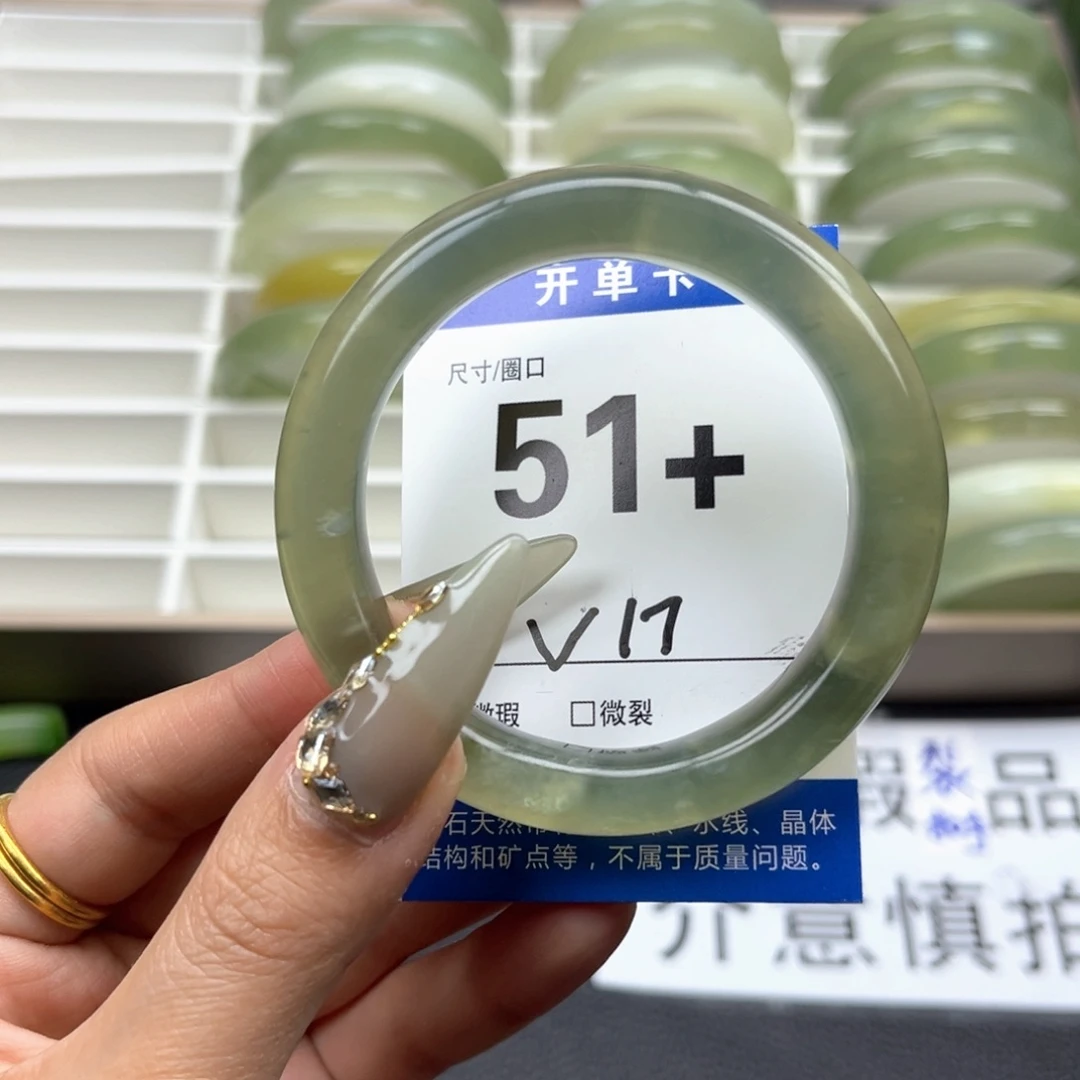 开单卡
尺寸/圈口
51+
V17
微瑕 □微裂
石天然带 水线、晶体
结构和矿点等，不属于质量问题。
瑕 裂 品
介意慎拍